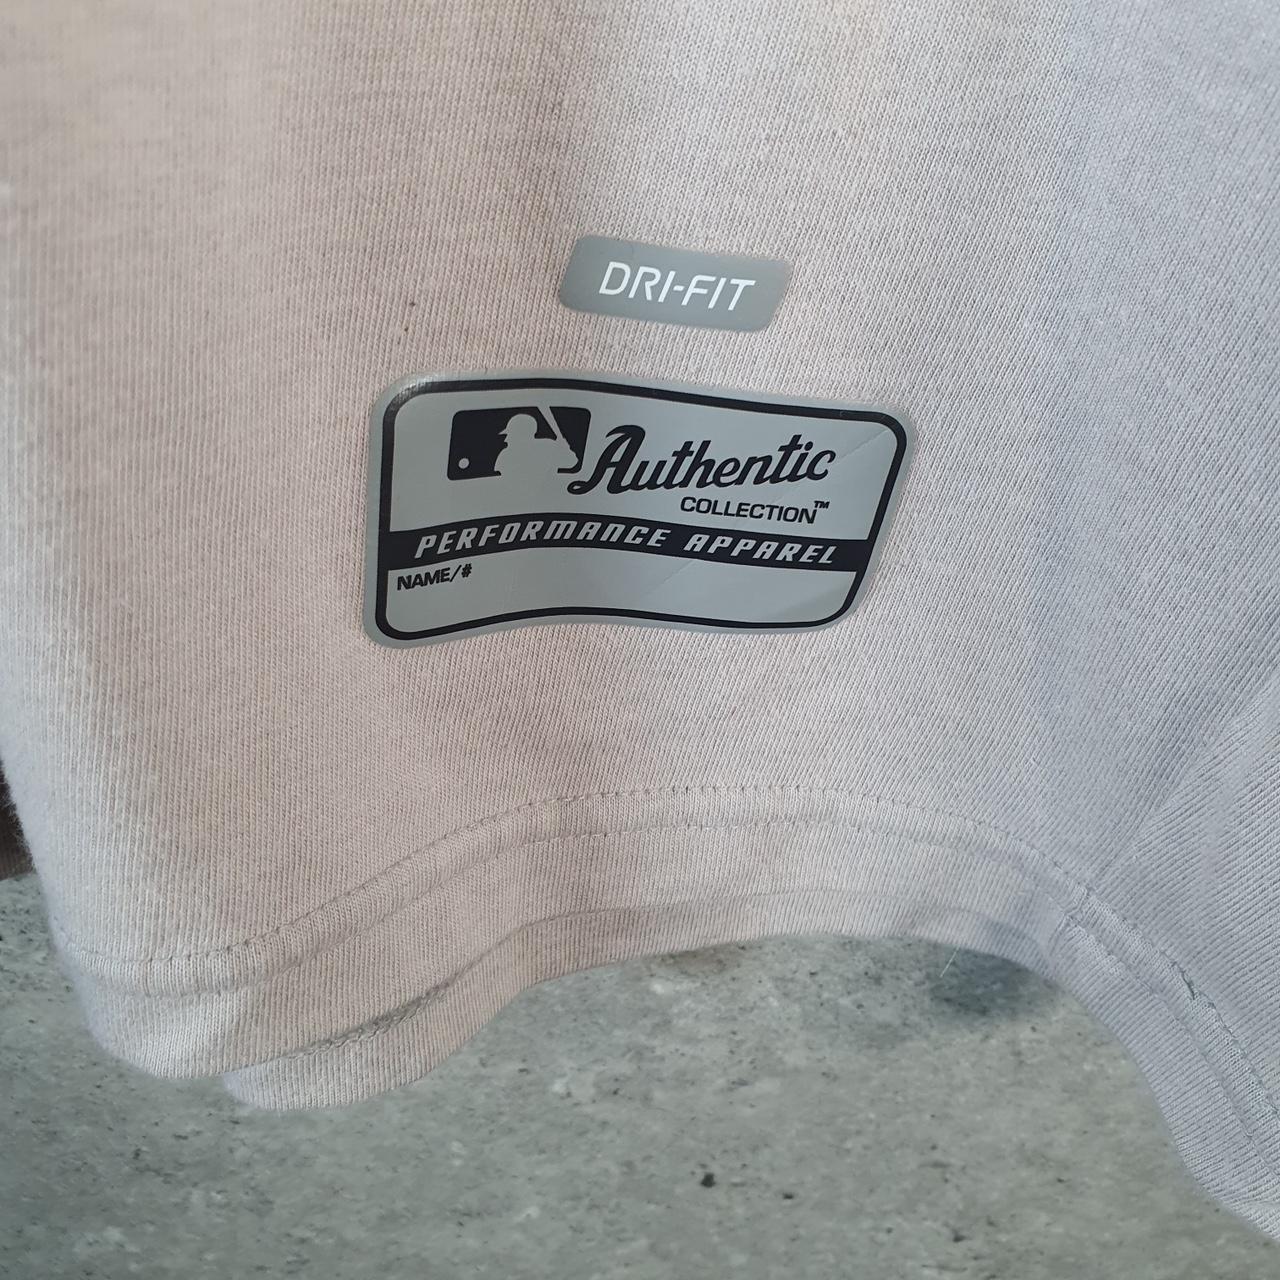 DRI-FIT
Authentic
COLLECTION™
PERFORMANCE APPAREL
NAME/#